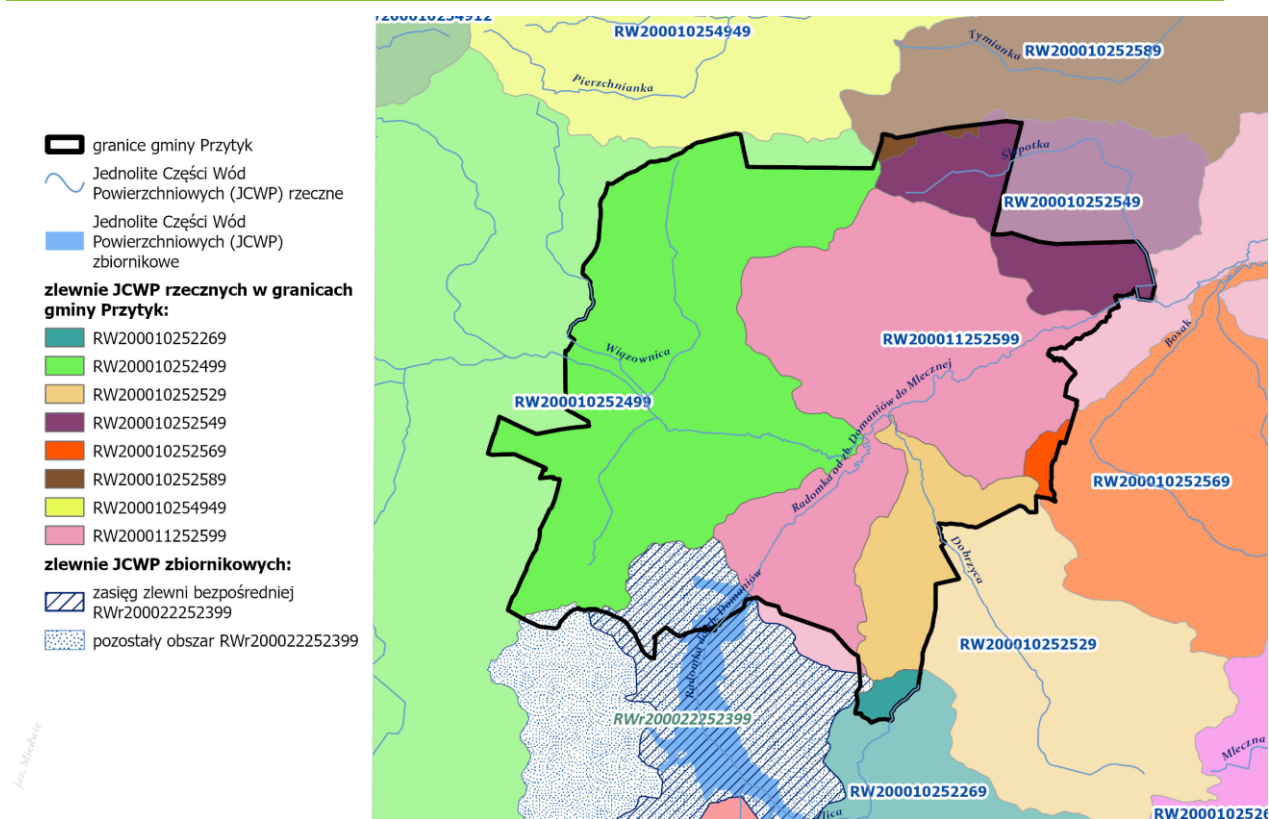 granice gminy Przytyk
Jednolite Części Wód
Powierzchniowych (JCWP) rzeczne
Jednolite Części Wód
Powierzchniowych (JCWP)
zbiornikowe
zlewnie JCWP rzecznych w granicach
gminy Przytyk:
RW200010252269
RW200010252499
RW200010252529
RW200010252549
RW200010252569
RW200010252589
RW200010254949
RW200011252599
zlewnie JCWP zbiornikowych:
zasięg zlewni bezpośredniej
RWr200022252399
pozostały obszar RWr200022252399
jez. Miedwie
RW200010254949
Tymianka
RW200010252589
Pierzchnianka
Ślepotka
RW200010252549
RW200011252599
Bosak
Wiązownica
RW200010252499
Radomka od zb. Domaniów do Mlecznej
RW200010252569
Dobrzyca
RW200010252529
RWr200022252399
Mleczna
RW200010252269